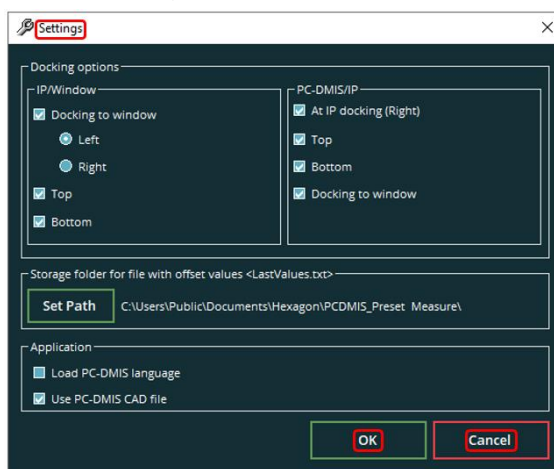 Settings
Docking options
IP/Window
Docking to window
Left
Right
Top
Bottom
PC-DMIS/IP
At IP docking (Right)
Top
Bottom
Docking to window
Storage folder for file with offset values <LastValues.txt>
Set Path C:\Users\Public\Documents\Hexagon\PCDMIS_Preset Measure\
Application
Load PC-DMIS language
Use PC-DMIS CAD file
OK Cancel